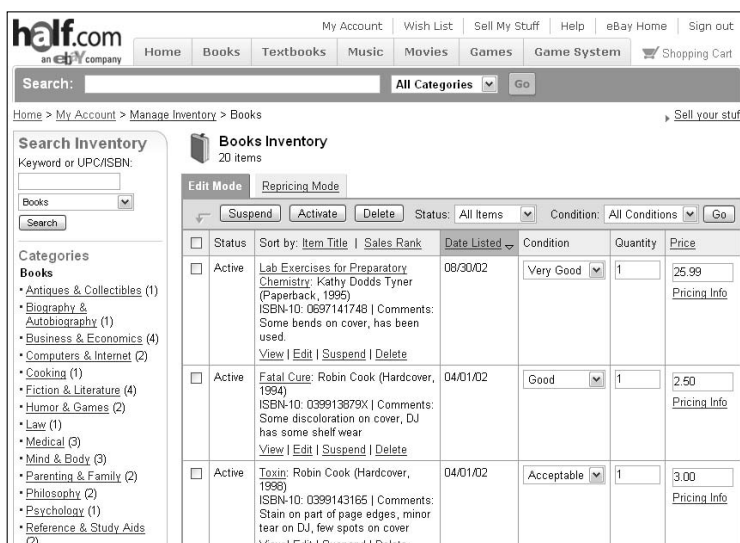 My Account | Wish List | Sell My Stuff | Help | eBay Home | Sign out
half.com
an ebY company
Home Books Textbooks Music Movies Games Game System Shopping Cart
Search: All Categories Go
Home > My Account > Manage Inventory > Books
Sell your stuf
Search Inventory
Keyword or UPC/ISBN:
Books
Search
Categories
Books
• Antiques & Collectibles (1)
• Biography &
Autobiography (1)
• Business & Economics (4)
• Computers & Internet (2)
• Cooking (1)
• Fiction & Literature (4)
• Humor & Games (2)
• Law (1)
• Medical (3)
• Mind & Body (3)
• Parenting & Family (2)
• Philosophy (2)
• Psychology (1)
• Reference & Study Aids
(2)
Books Inventory
20 items
Edit Mode Repricing Mode
Suspend Activate Delete Status: All Items Condition: All Conditions Go
Status Sort by: Item Title | Sales Rank Date Listed Condition Quantity Price
Active Lab Exercises for Preparatory 08/30/02 Very Good 1 25.99
Chemistry: Kathy Dodds Tyner
(Paperback, 1995)
Pricing Info
ISBN-10: 0697141748 | Comments:
Some bends on cover, has been
used.
View | Edit | Suspend | Delete
Active Fatal Cure: Robin Cook (Hardcover, 04/01/02 Good 1 2.50
1994)
Pricing Info
ISBN-10: 039913879X | Comments:
Some discoloration on cover, DJ
has some shelf wear
View | Edit | Suspend | Delete
Active Toxin: Robin Cook (Hardcover, 04/01/02 Acceptable 1 3.00
1998)
Pricing Info
ISBN-10: 0399143165 | Comments:
Stain on part of page edges, minor
tear on DJ, few spots on cover
View | Edit | Suspend | Delete